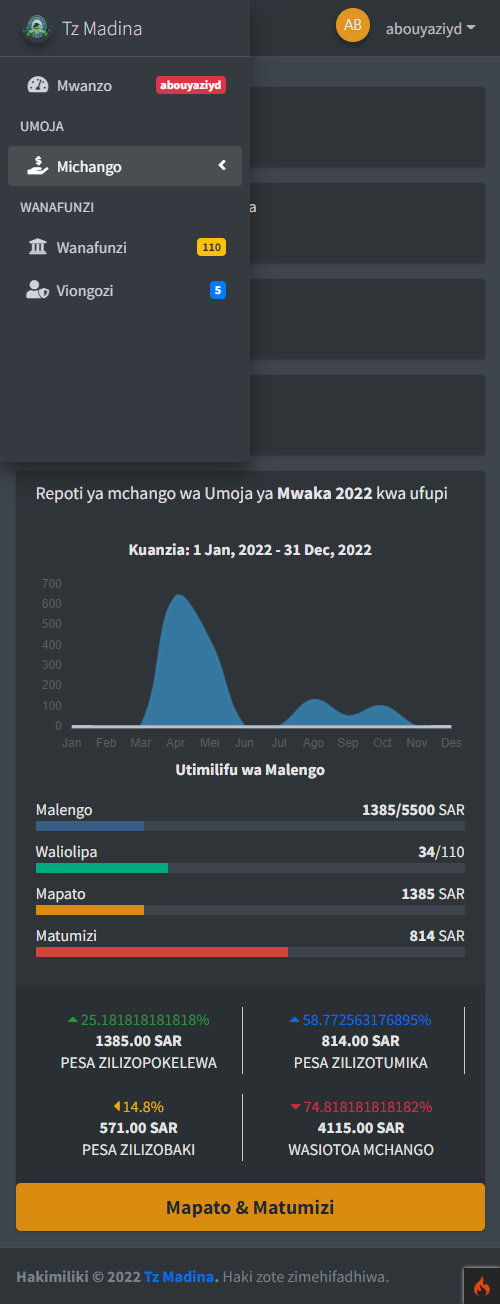 Tz Madina
AB
abouyaziyd
Mwanzo
abouyaziyd
UMOJA
Michango
WANAFUNZI
a
Wanafunzi
110
Viongozi
5
Repoti ya mchango wa Umoja ya Mwaka 2022 kwa ufupi
Kuanzia: 1 Jan, 2022 - 31 Dec, 2022
700
600
500
400
300
200
100
0
Jan Feb Mar Apr Mei Jun Jul Ago Sep Oct Nov Des
Utimilifu wa Malengo
Malengo 1385/5500 SAR
Waliolipa 34/110
Mapato 1385 SAR
Matumizi 814 SAR
25.181818181818%
1385.00 SAR
PESA ZILIZOPOKELEWA
58.772563176895%
814.00 SAR
PESA ZILIZOTUMIKA
14.8%
571.00 SAR
PESA ZILIZOBAKI
74.818181818182%
4115.00 SAR
WASIOTOA MCHANGO
Mapato & Matumizi
Hakimiliki © 2022 Tz Madina. Haki zote zimehifadhiwa.